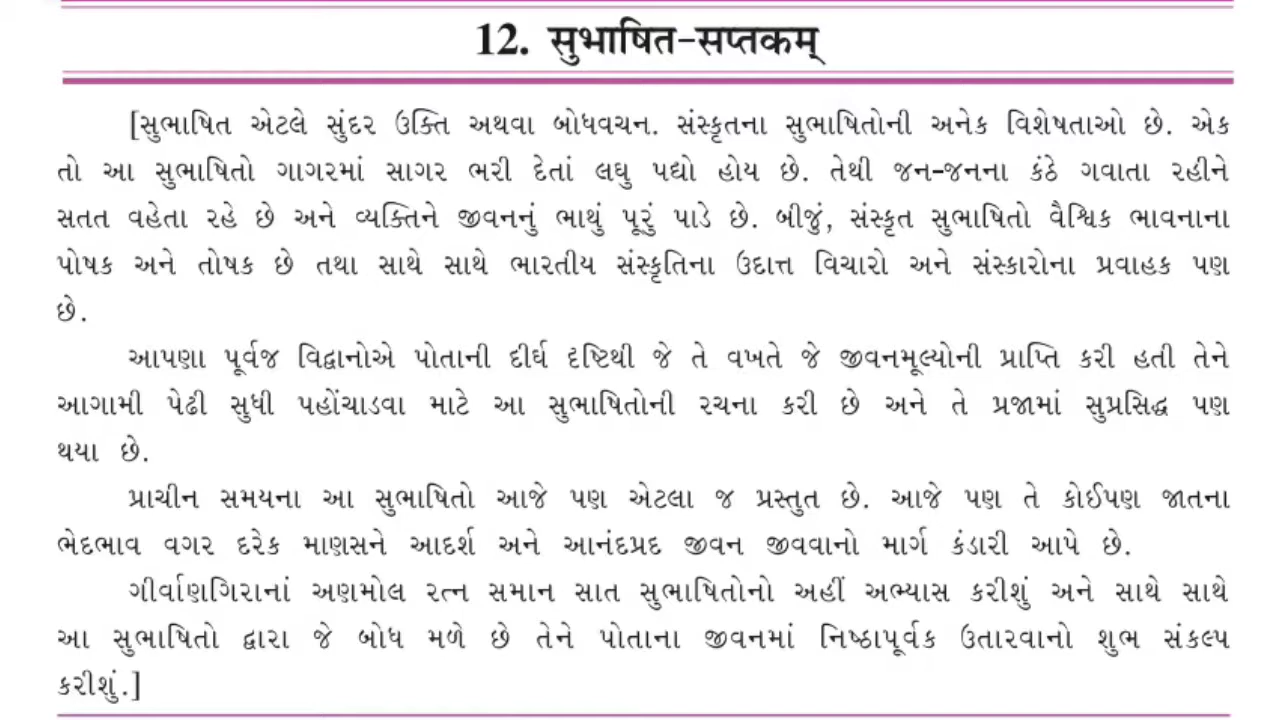 12. સુभाषित-सप्तकम्
[સુભાષિત એટલે સુંદર ઉક્તિ અથવા બોધવચન. સંસ્કૃતના સુભાષિતોની અનેક વિશેષતાઓ છે. એક
તો આ સુભાષિતો ગાગરમાં સાગર ભરી દેતાં લઘુ પદ્યો હોય છે. તેથી જન-જનના કંઠે ગવાતા રહીને
સતત વહેતા રહે છે અને વ્યક્તિને જીવનનું ભાથું પૂરું પાડે છે. બીજું, સંસ્કૃત સુભાષિતો વૈશ્વિક ભાવનાના
પોષક અને તોષક છે તથા સાથે સાથે ભારતીય સંસ્કૃતિના ઉદાત્ત વિચારો અને સંસ્કારોના પ્રવાહક પણ
છે.
આપણા પૂર્વજ વિદ્વાનોએ પોતાની દીર્ઘ દૃષ્ટિથી જે તે વખતે જે જીવનમૂલ્યોની પ્રાપ્તિ કરી હતી તેને
આગામી પેઢી સુધી પહોંચાડવા માટે આ સુભાષિતોની રચના કરી છે અને તે પ્રજામાં સુપ્રસિદ્ધ પણ
થયા છે.
પ્રાચીન સમયના આ સુભાષિતો આજે પણ એટલા જ પ્રસ્તુત છે. આજે પણ તે કોઈપણ જાતના
ભેદભાવ વગર દરેક માણસને આદર્શ અને આનંદપ્રદ જીવન જીવવાનો માર્ગ કંડારી આપે છે.
ગીર્વાણગિરાનાં અણમોલ રત્ન સમાન સાત સુભાષિતોનો અહીં અભ્યાસ કરીશું અને સાથે સાથે
આ સુભાષિતો દ્વારા જે બોધ મળે છે તેને પોતાના જીવનમાં નિષ્ઠાપૂર્વક ઉતારવાનો શુભ સંકલ્પ
કરીશું.]